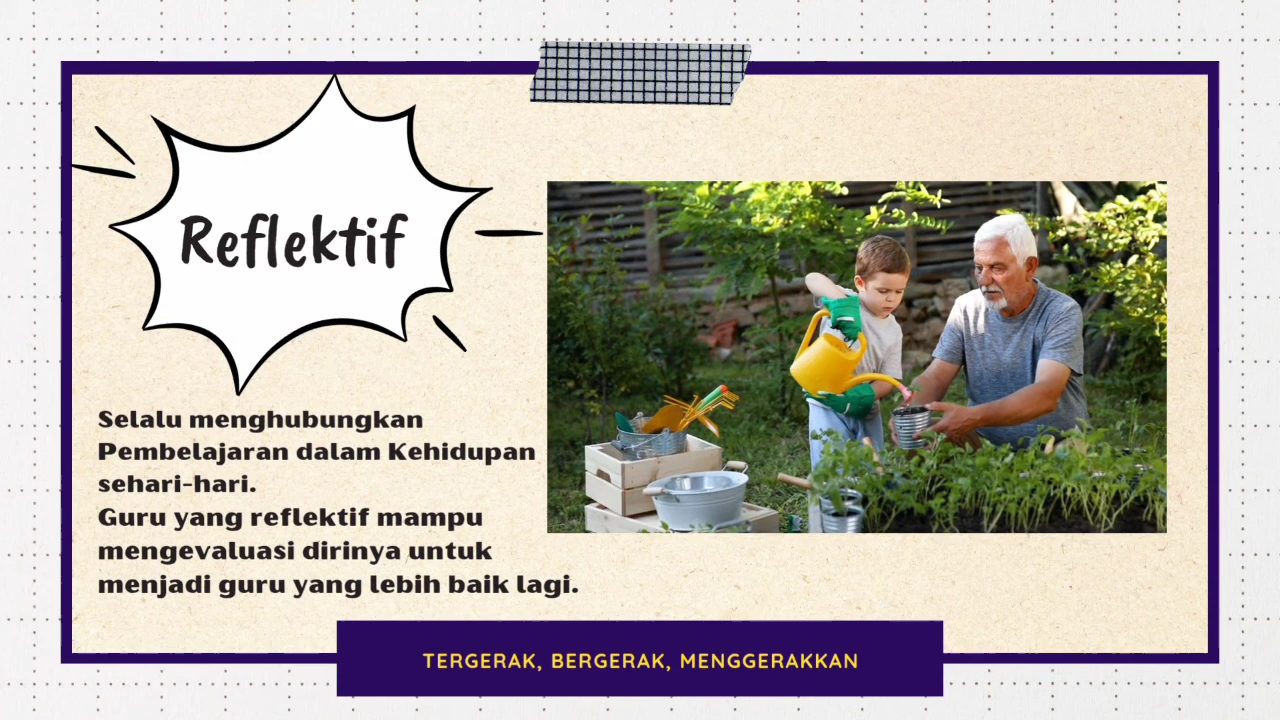 Reflektif
Selalu menghubungkan
Pembelajaran dalam Kehidupan
sehari-hari.
Guru yang reflektif mampu
mengevaluasi dirinya untuk
menjadi guru yang lebih baik lagi.
TERGERAK, BERGERAK, MENGGERAKKAN